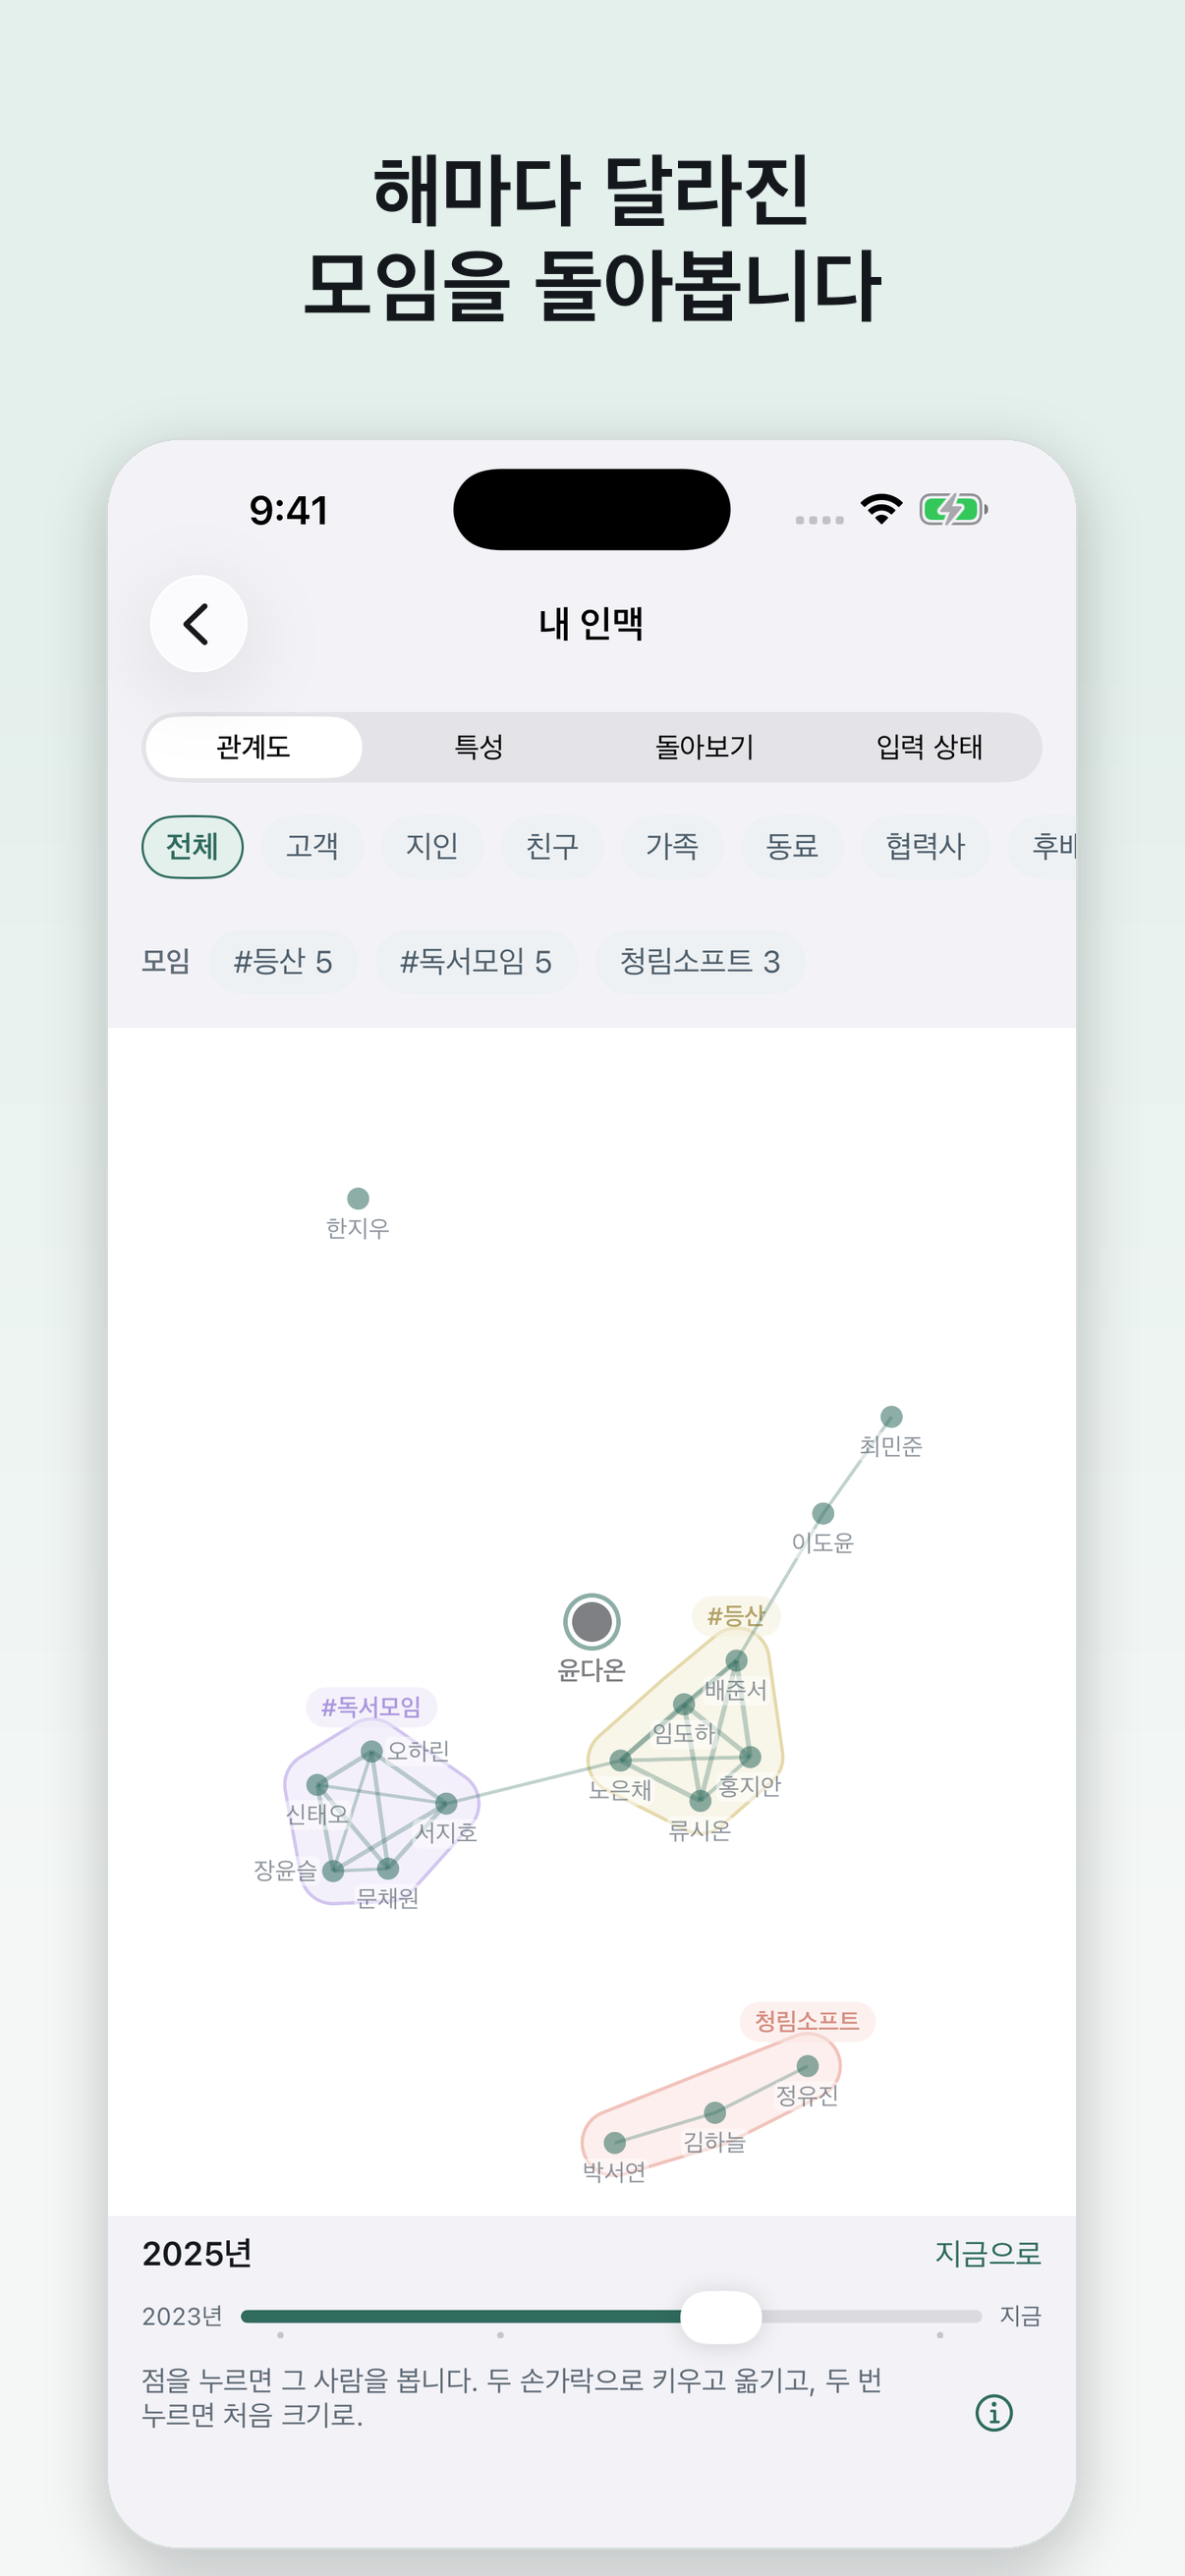 해마다 달라진
모임을 돌아봅니다
9:41
내 인맥
관계도 특성 돌아보기 입력 상태
전체 고객 지인 친구 가족 동료 협력사
모임 #등산 5 #독서모임 5 청림소프트 3
한지우
최민준
이도윤
#등산
윤다온
배준서
#독서모임
임도하
오하린
노은채 홍지안
신태오
서지호 류시온
장윤슬
문채원
청림소프트
정유진
김하늘
박서연
2025년 지금으로
2023년 지금
점을 누르면 그 사람을 봅니다. 두 손가락으로 키우고 옮기고, 두 번
누르면 처음 크기로.